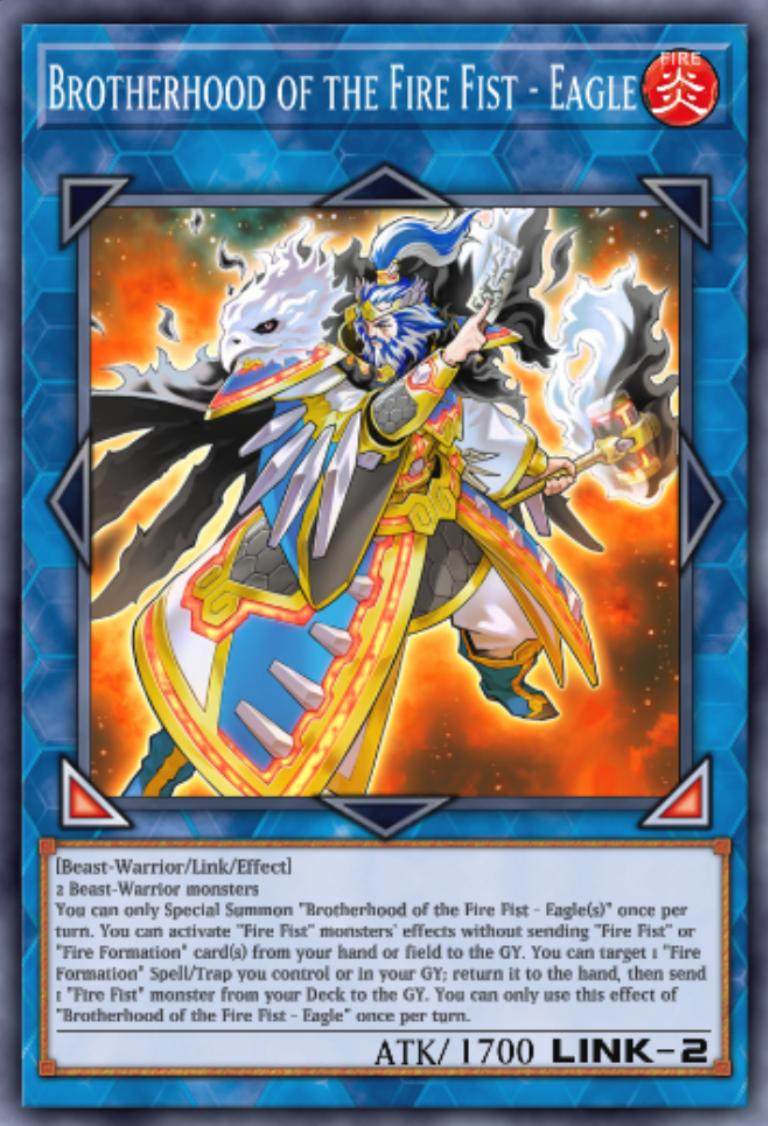 BROTHERHOOD OF THE FIRE FIST - EAGLE
FIRE
炎
[Beast-Warrior/Link/Effect]
2 Beast-Warrior monsters
You can only Special Summon "Brotherhood of the Fire Fist - Eagle(s)" once per
turn. You can activate "Fire Fist" monsters' effects without sending "Fire Fist" or
"Fire Formation" card(s) from your hand or field to the GY. You can target 1 "Fire
Formation" Spell/Trap you control or in your GY; return it to the hand, then send
1 "Fire Fist" monster from your Deck to the GY. You can only use this effect of
"Brotherhood of the Fire Fist - Eagle" once per turn.
ATK/ 1700 LINK-2